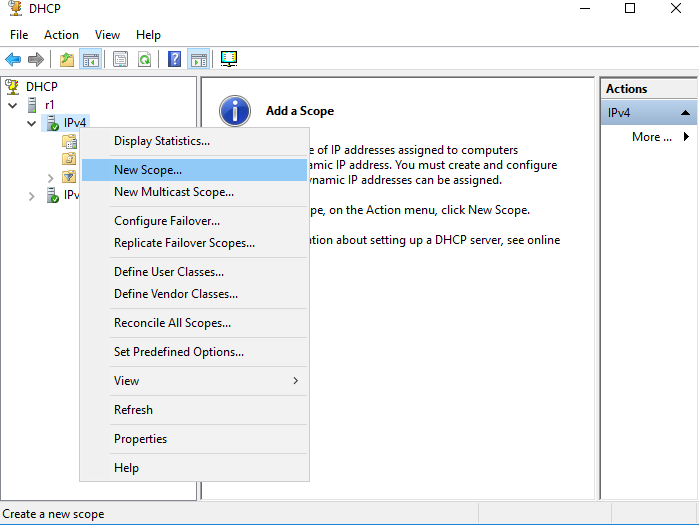 DHCP
File Action View Help
DHCP
r1
IPv4
IPv
Display Statistics...
New Scope...
New Multicast Scope...
Configure Failover...
Replicate Failover Scopes...
Define User Classes...
Define Vendor Classes...
Reconcile All Scopes...
Set Predefined Options...
View
Refresh
Properties
Help
Add a Scope
e of IP addresses assigned to computers
amic IP address. You must create and configure
ynamic IP addresses can be assigned.
pe, on the Action menu, click New Scope.
ation about setting up a DHCP server, see online
Actions
IPv4
More ...
Create a new scope